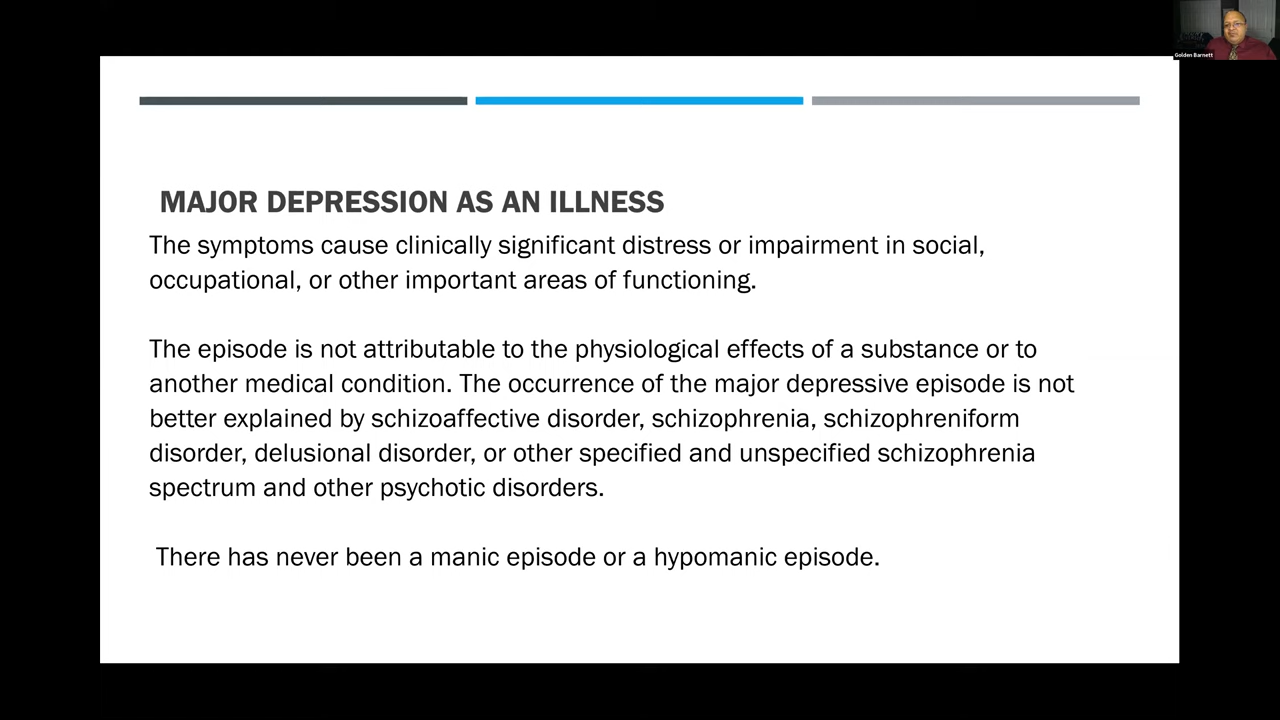 Golden Barnett
MAJOR DEPRESSION AS AN ILLNESS
The symptoms cause clinically significant distress or impairment in social,
occupational, or other important areas of functioning.
The episode is not attributable to the physiological effects of a substance or to
another medical condition. The occurrence of the major depressive episode is not
better explained by schizoaffective disorder, schizophrenia, schizophreniform
disorder, delusional disorder, or other specified and unspecified schizophrenia
spectrum and other psychotic disorders.
There has never been a manic episode or a hypomanic episode.